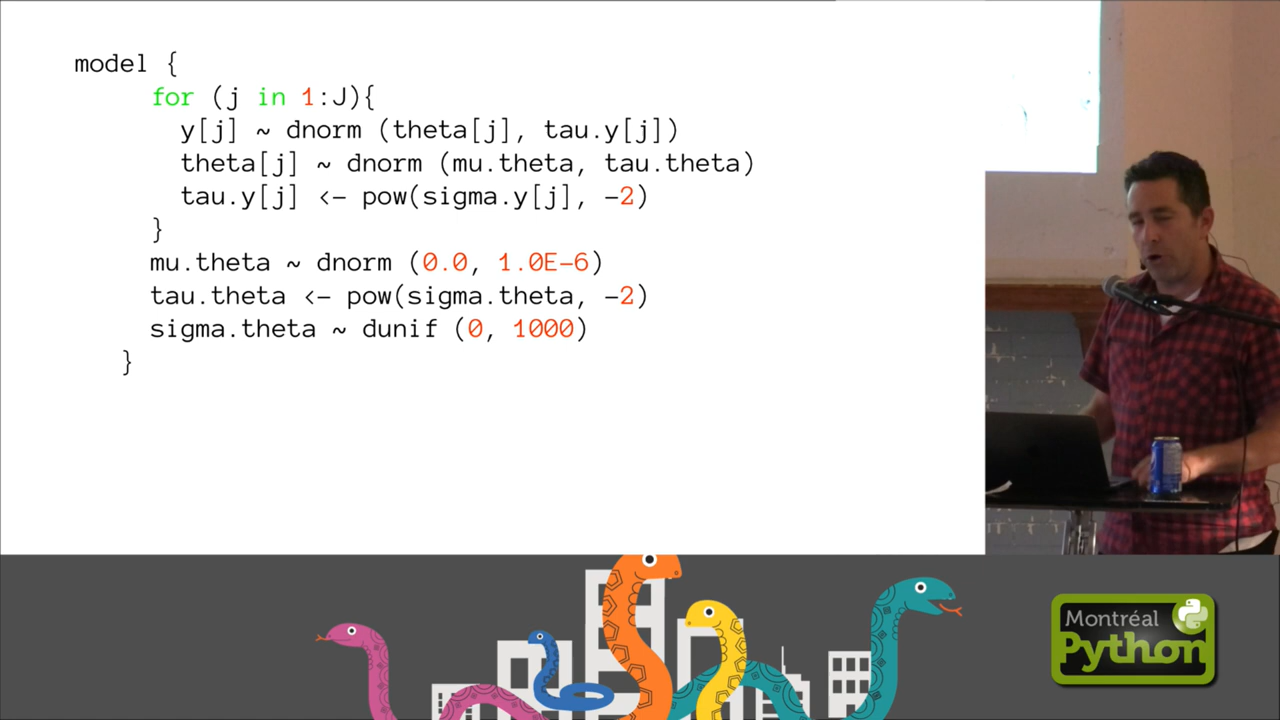 model {
for (j in 1:J){
y[j] ~ dnorm (theta[j], tau.y[j])
theta[j] ~ dnorm (mu.theta, tau.theta)
tau.y[j] <- pow(sigma.y[j], -2)
}
mu.theta ~ dnorm (0.0, 1.0E-6)
tau.theta <- pow(sigma.theta, -2)
sigma.theta ~ dunif (0, 1000)
}
Montréal
Python